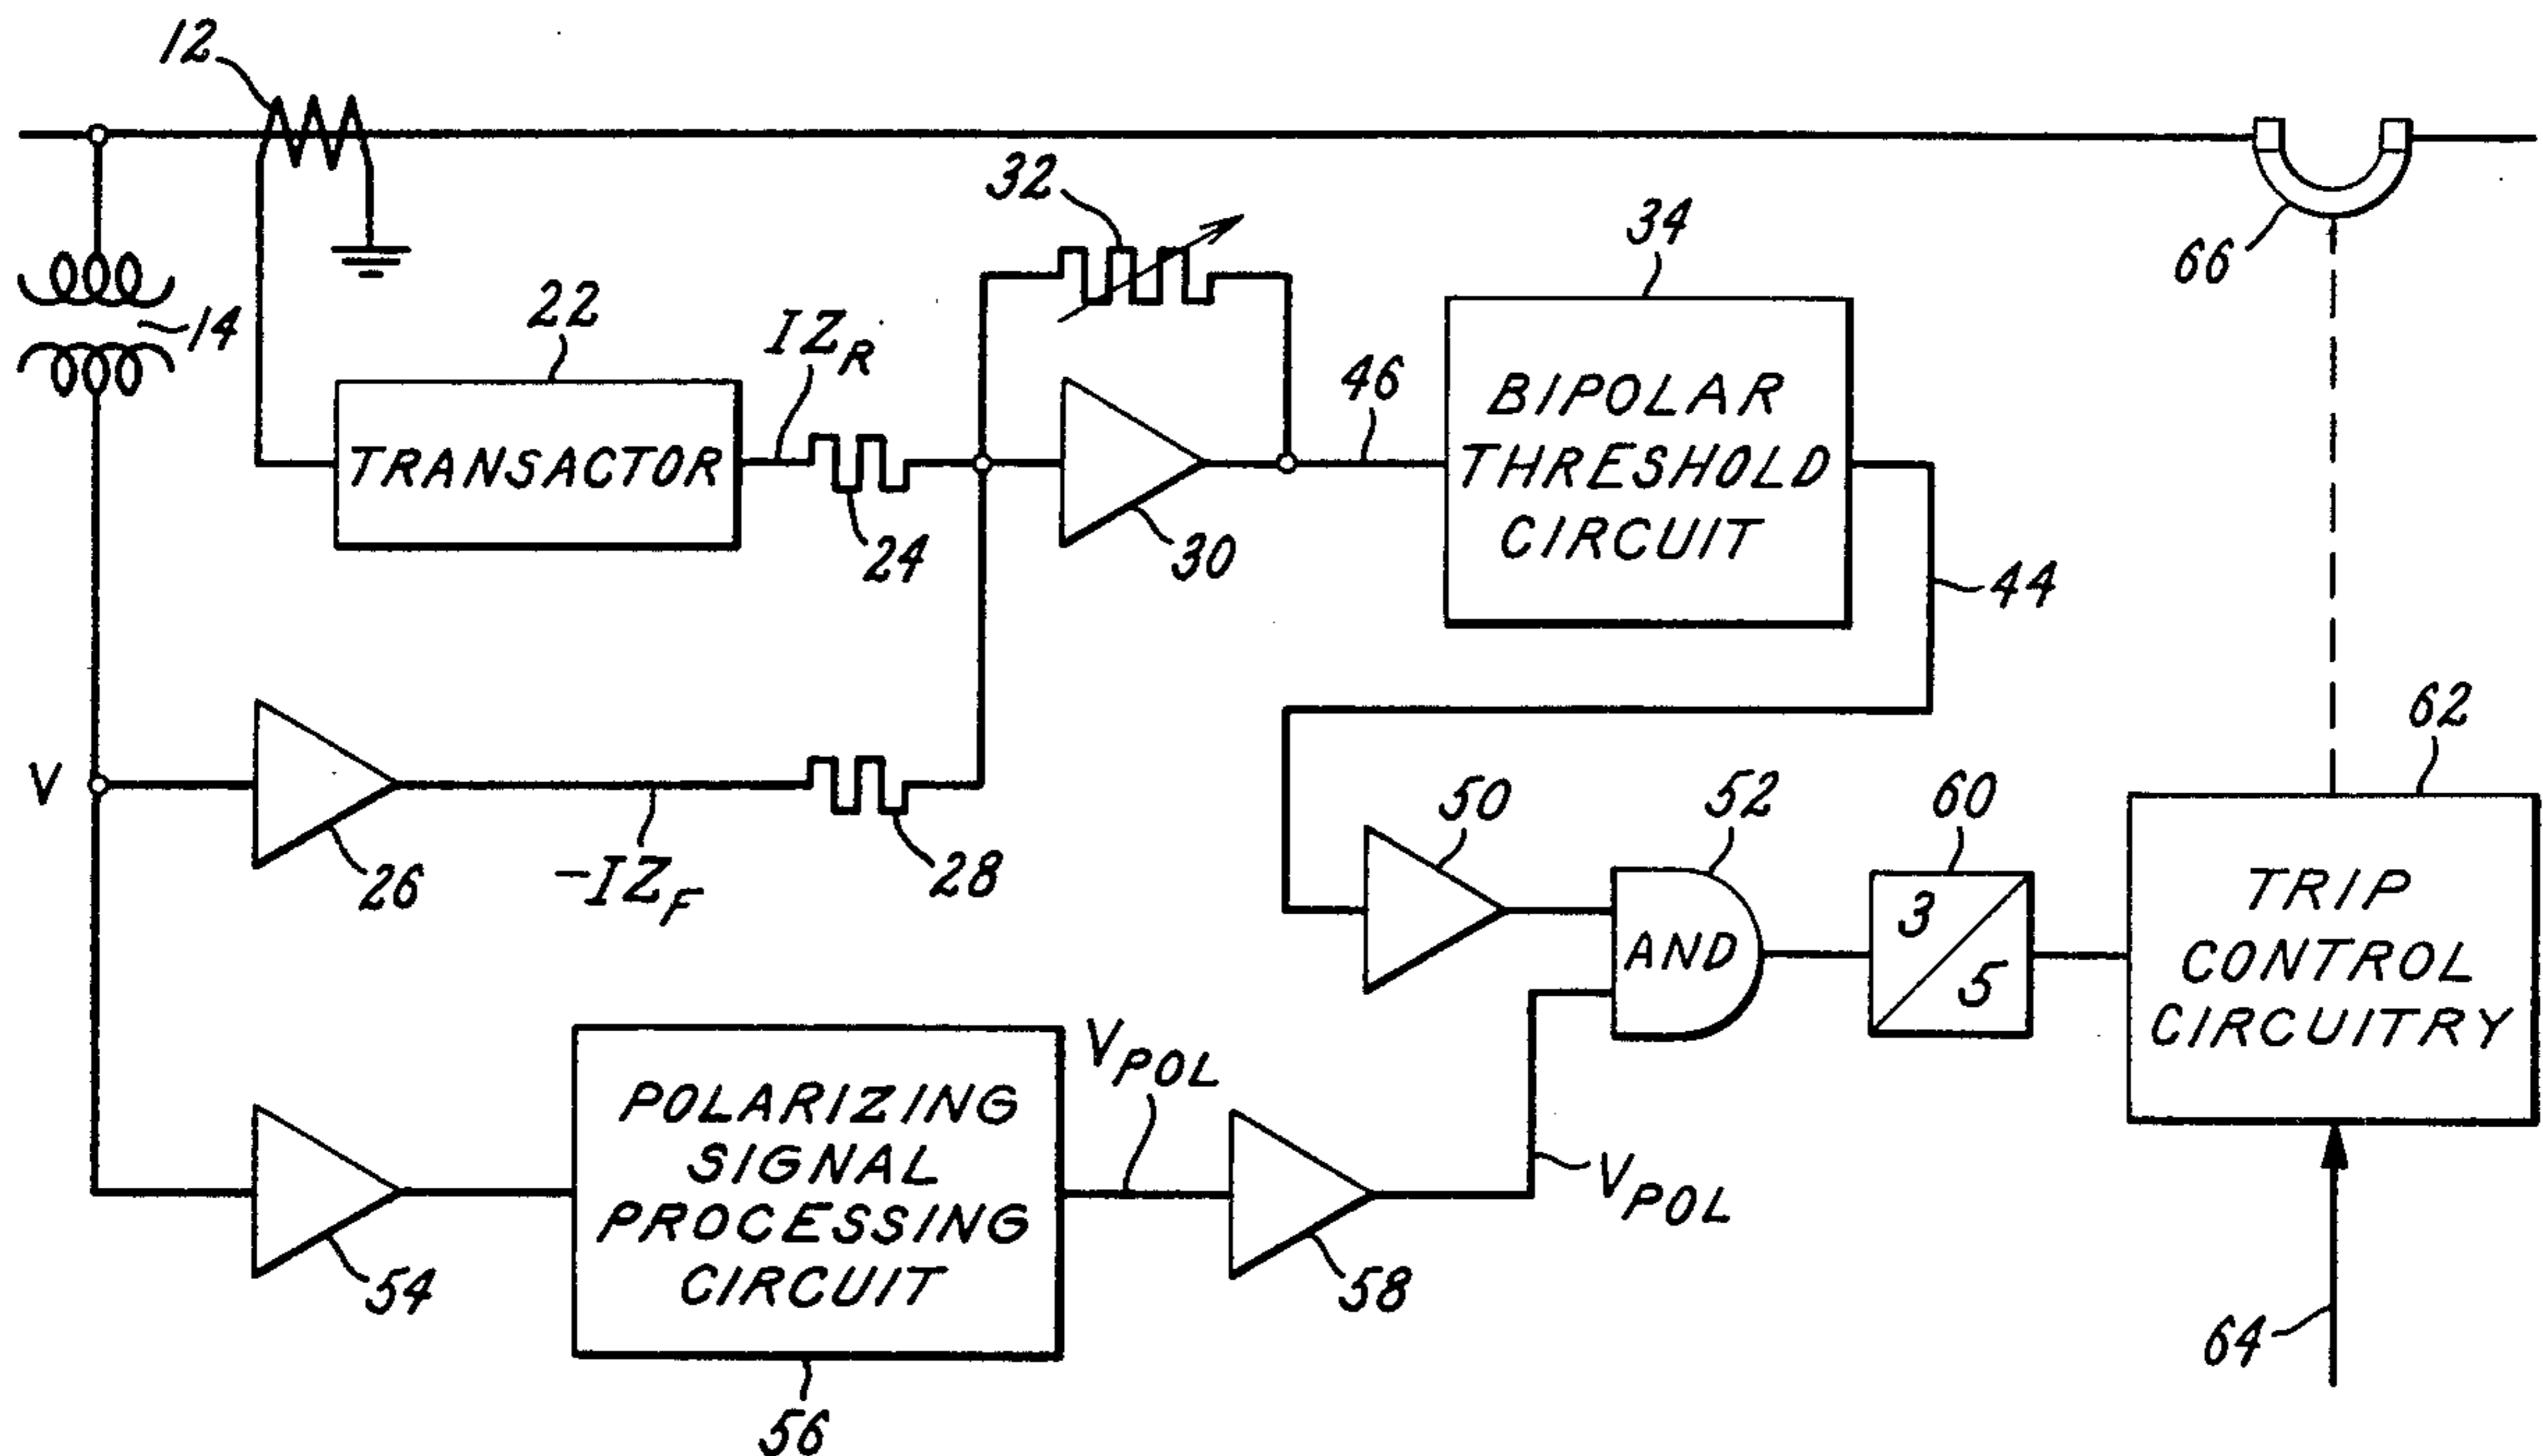 12
32
34
66
14
22
IZR
46
BIPOLAR
THRESHOLD
CIRCUIT
TRANSACTOR
24
30
44
62
V
26
-IZF
28
50
52
60
AND
3
5
TRIP
CONTROL
CIRCUITRY
VPOL
POLARIZING
SIGNAL
PROCESSING
CIRCUIT
VPOL
54
58
64
56